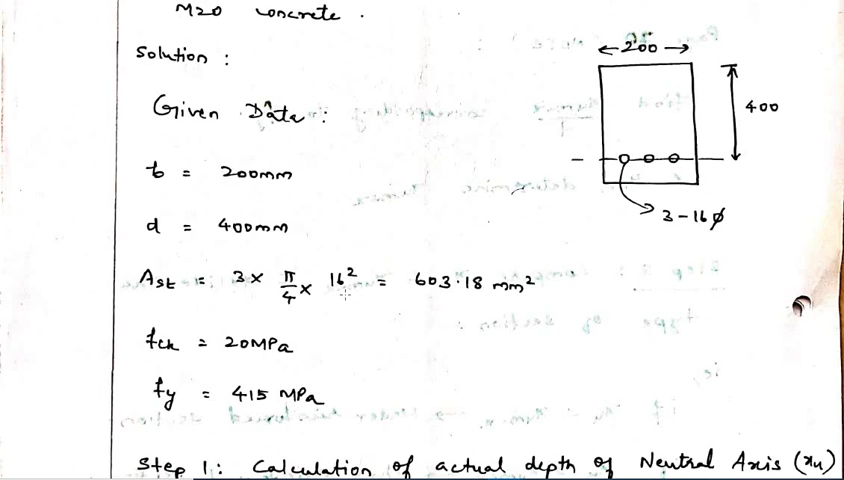 M20 concrete.
Solution :
Given Data :
b = 200mm
d = 400mm
Ast = 3 x π/4 x 16² = 603.18 mm²
fck = 20MPa
fy = 415 MPa
200
400
3-16φ
Step 1: Calculation of actual depth of Neutral Axis (xu)